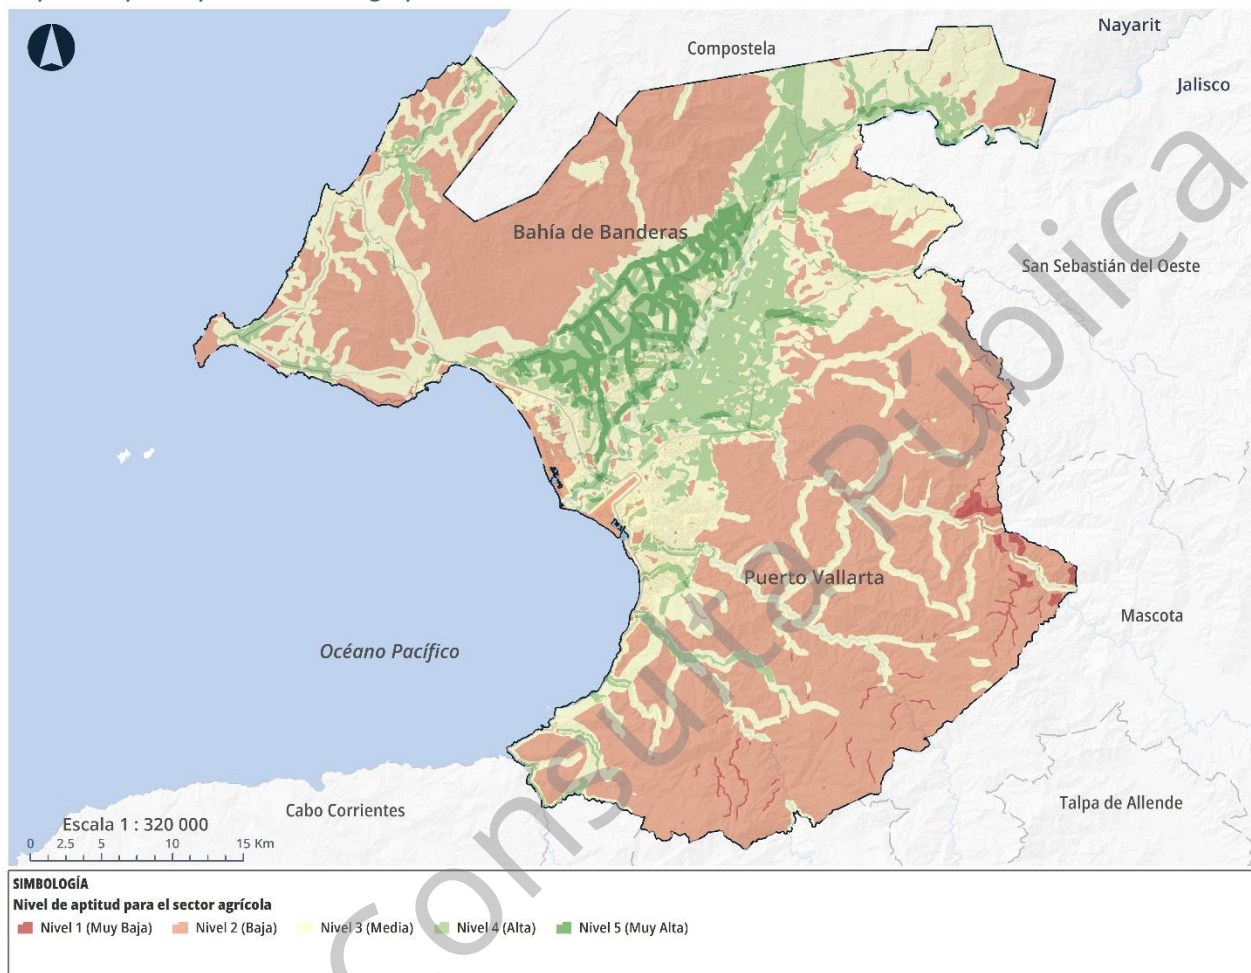 Nayarit
Compostela
Jalisco
Bahía de Banderas
San Sebastián del Oeste
Puerto Vallarta
Mascota
Océano Pacífico
Talpa de Allende
Cabo Corrientes
Escala 1 : 320 000
0 2.5 5 10 15 Km
Consulta Pública
SIMBOLOGÍA
Nivel de aptitud para el sector agrícola
Nivel 1 (Muy Baja) Nivel 2 (Baja) Nivel 3 (Media) Nivel 4 (Alta) Nivel 5 (Muy Alta)